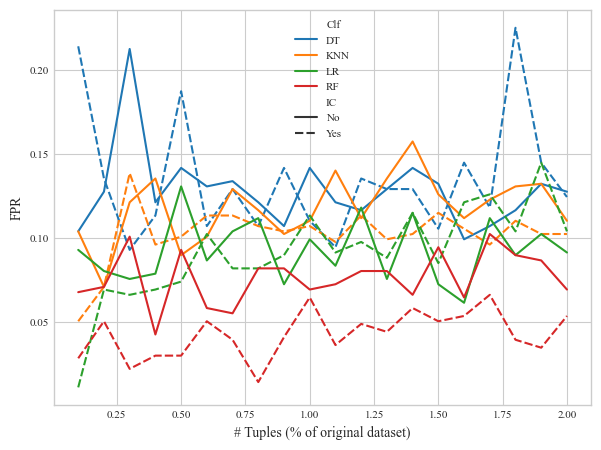 Clf
DT
KNN
LR
RF
IC
No
Yes
FPR
0.20
0.15
0.10
0.05
0.25
0.50
0.75
1.00
1.25
1.50
1.75
2.00
# Tuples (% of original dataset)